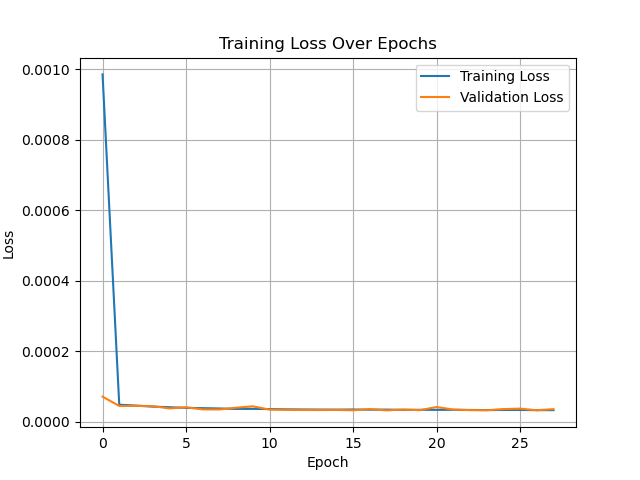 Training Loss Over Epochs
Training Loss
Validation Loss
0.0010
0.0008
0.0006
0.0004
0.0002
0.0000
Loss
0 5 10 15 20 25
Epoch